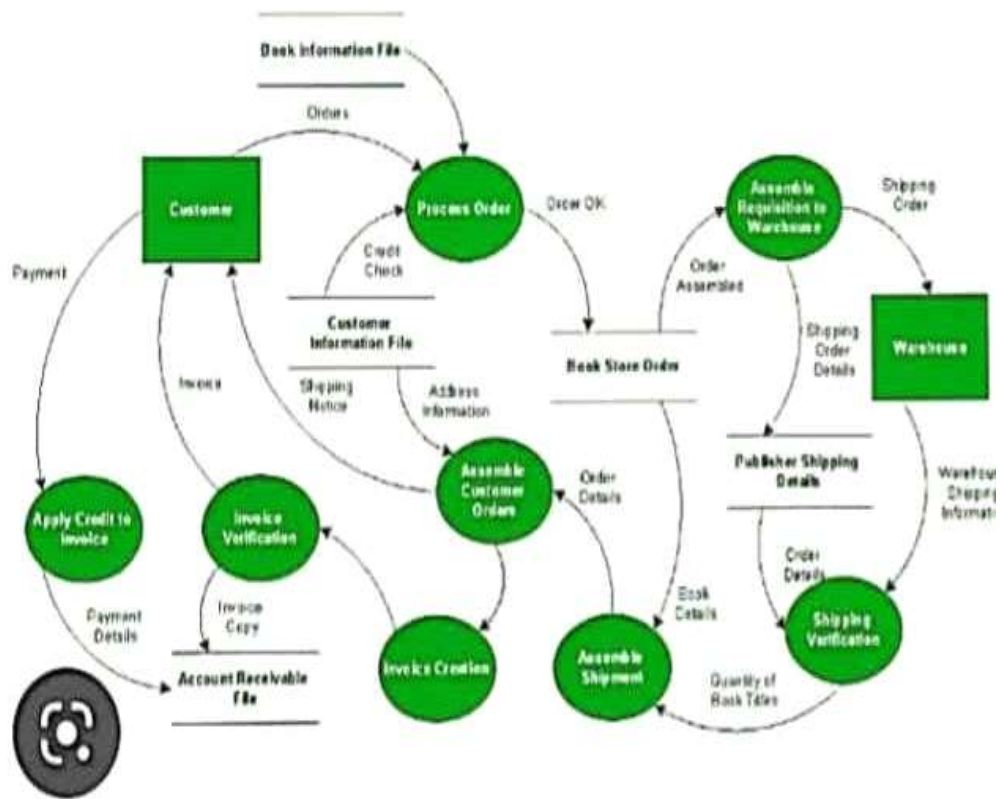 Book Information File
Orders
Customer
Process Order
Order OK
Assemble
Requisition to
Warehouse
Shipping
Order
Payment
Credit
Check
Order
Assembled
Customer
Information File
Shipping
Order
Details
Warehouse
Invoice
Shipping
Notice
Address
Information
Book Store Order
Publisher Shipping
Details
Assemble
Customer
Orders
Order
Details
Warehous
Shipping
Informati
Apply Credit to
Invoice
Invoice
Verification
Order
Details
Payment
Details
Invoice
Copy
Book
Details
Shipping
Verification
Account Receivable
File
Invoice Creation
Assemble
Shipment
Quantity of
Book Titles